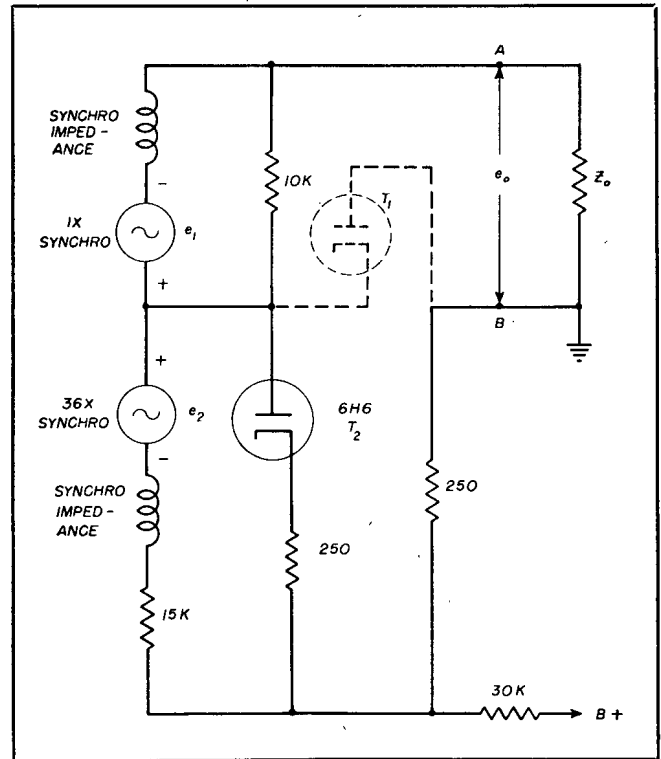 A
SYNCHRO
IMPED -
ANCE
10K
T1
e₀
Z₀
1X
SYNCHRO
e₁
-
+
B
+
36X
SYNCHRO
e₂
-
6H6
T₂
SYNCHRO
IMPED -
ANCE
250
250
15K
30K
B+